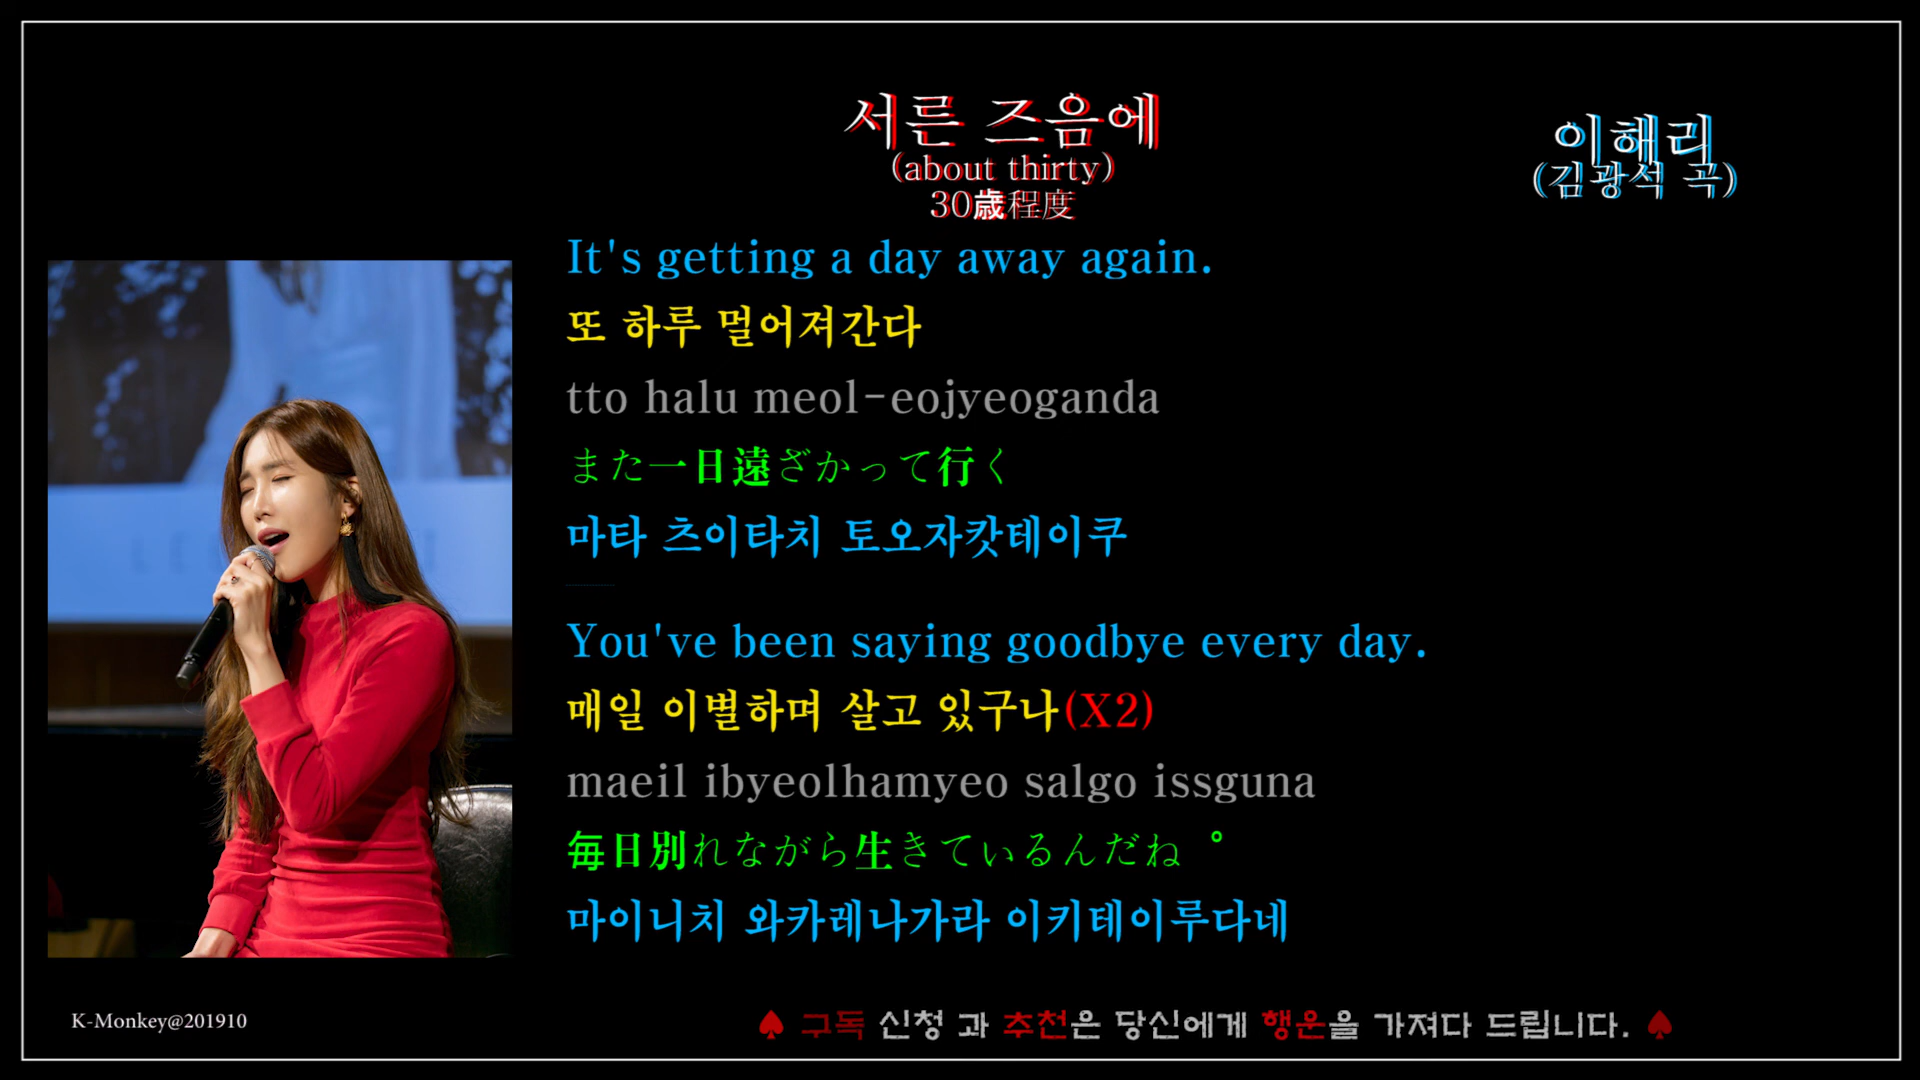 서른 즈음에
(about thirty)
30歳程度
이해리
(김광석 곡)
It's getting a day away again.
또 하루 멀어져간다
tto halu meol-eojyeoganda
また一日遠ざかって行く
마타 츠이타치 토오자캇테이쿠
You've been saying goodbye every day.
매일 이별하며 살고 있구나(X2)
maeil ibyeolhamyeo salgo issguna
毎日別れながら生きているんだね゜
마이니치 와카레나가라 이키테이루다네
K-Monkey@201910
♠ 구독 신청 과 추천은 당신에게 행운을 가져다 드립니다. ♠